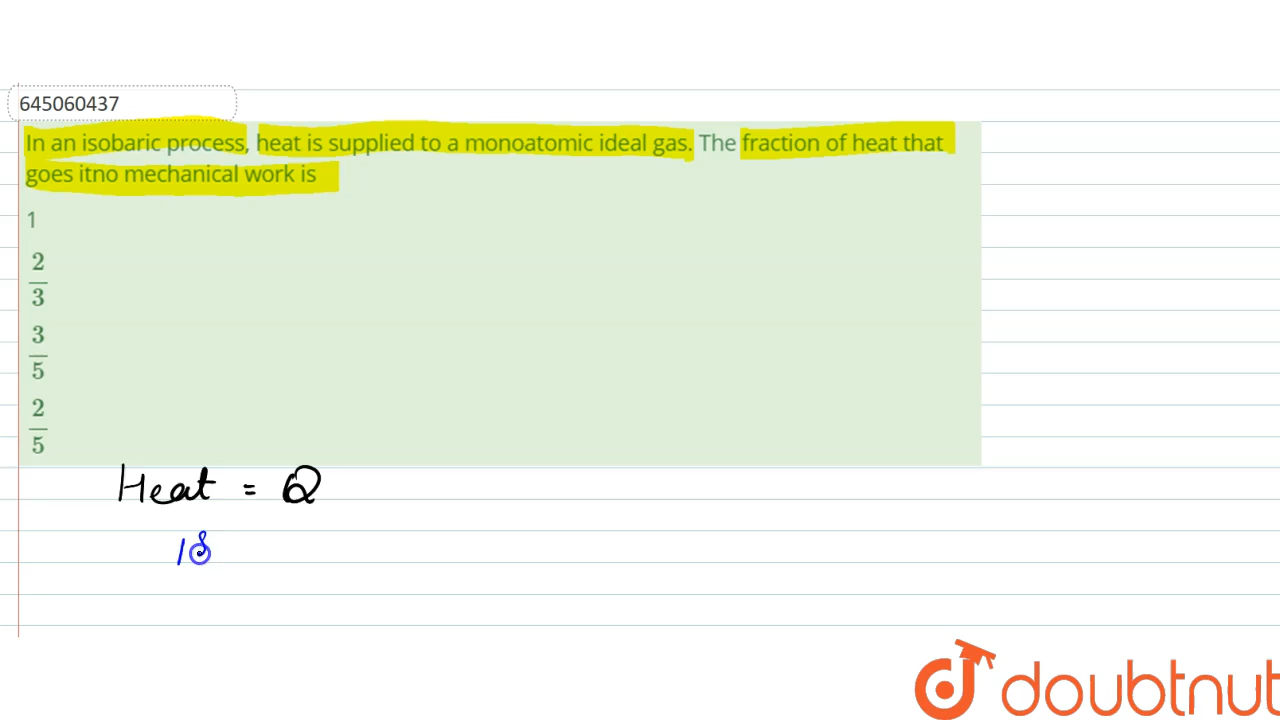 645060437
In an isobaric process, heat is supplied to a monoatomic ideal gas. The fraction of heat that
goes itno mechanical work is
1
2
3
3
5
2
5
Heat = Q
doubtnut